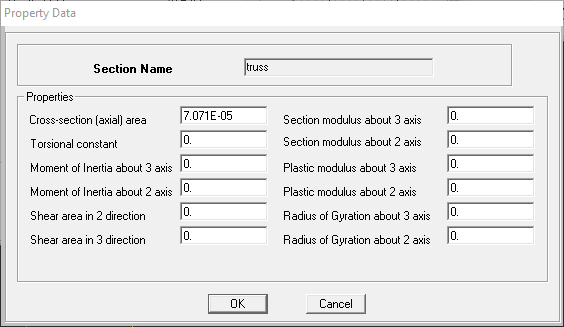 Property Data
Section Name truss
Properties
Cross-section (axial) area 7.071E-05 Section modulus about 3 axis 0.
Torsional constant 0. Section modulus about 2 axis 0.
Moment of Inertia about 3 axis 0. Plastic modulus about 3 axis 0.
Moment of Inertia about 2 axis 0. Plastic modulus about 2 axis 0.
Shear area in 2 direction 0. Radius of Gyration about 3 axis 0.
Shear area in 3 direction 0. Radius of Gyration about 2 axis 0.
OK Cancel